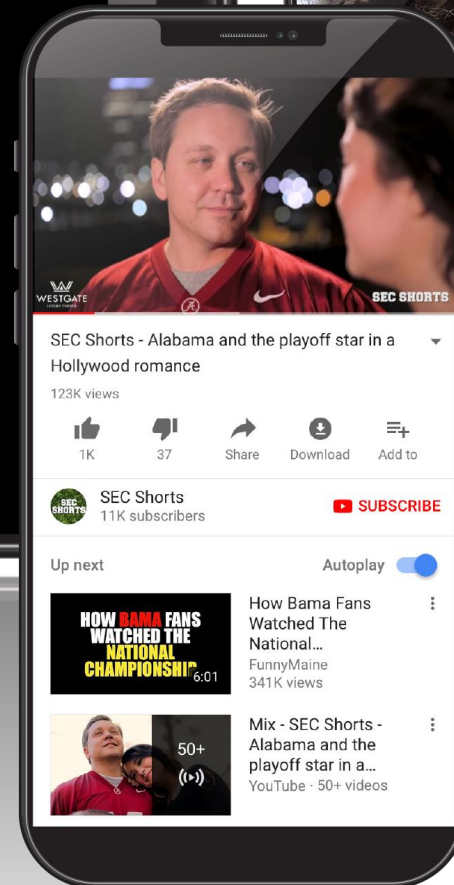 WESTGATE
SEC SHORTS
SEC Shorts - Alabama and the playoff star in a
Hollywood romance
123K views
1K
37
Share
Download
Add to
SEC
SHORTS
SEC Shorts
11K subscribers
SUBSCRIBE
Up next
Autoplay
HOW BAMA FANS
WATCHED THE
NATIONAL
CHAMPIONSHIP
6:01
How Bama Fans
Watched The
National...
FunnyMaine
341K views
50+
Mix - SEC Shorts -
Alabama and the
playoff star in a...
YouTube · 50+ videos